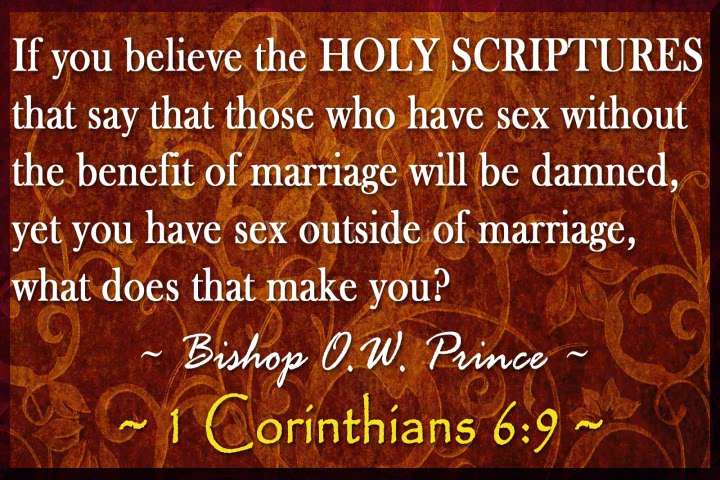 If you believe the HOLY SCRIPTURES
that say that those who have sex without
the benefit of marriage will be damned,
yet you have sex outside of marriage,
what does that make you?
~ Bishop O.W. Prince ~
~ 1 Corinthians 6:9 ~